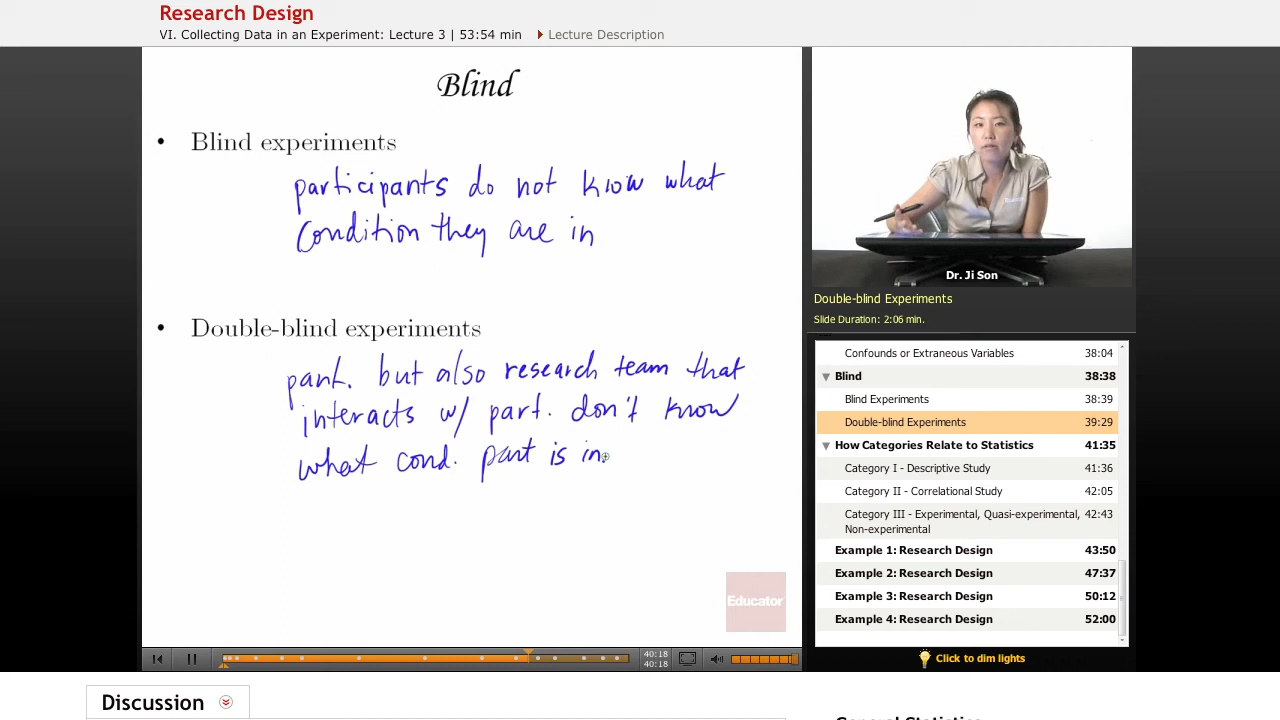 Research Design
VI. Collecting Data in an Experiment: Lecture 3 | 53:54 min
Lecture Description
Blind
• Blind experiments
participants do not know what
condition they are in
• Double-blind experiments
part. but also research team that
interacts w/ part. don't know
what cond. part is in.
Educator
Dr. Ji Son
Double-blind Experiments
Slide Duration: 2:06 min.
Confounds or Extraneous Variables 38:04
Blind 38:38
Blind Experiments 38:39
Double-blind Experiments 39:29
How Categories Relate to Statistics 41:35
Category I - Descriptive Study 41:36
Category II - Correlational Study 42:05
Category III - Experimental, Quasi-experimental, 42:43
Non-experimental
Example 1: Research Design 43:50
Example 2: Research Design 47:37
Example 3: Research Design 50:12
Example 4: Research Design 52:00
40:18
40:18
Click to dim lights
Discussion
General Statistics